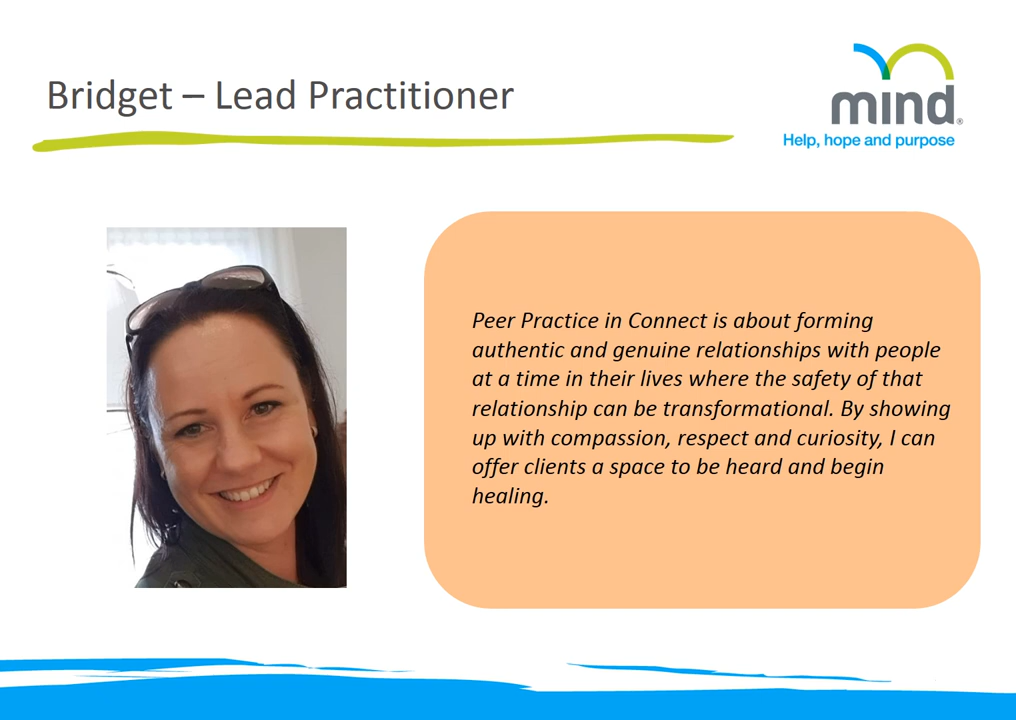 Bridget – Lead Practitioner
mind®
Help, hope and purpose
Peer Practice in Connect is about forming
authentic and genuine relationships with people
at a time in their lives where the safety of that
relationship can be transformational. By showing
up with compassion, respect and curiosity, I can
offer clients a space to be heard and begin
healing.